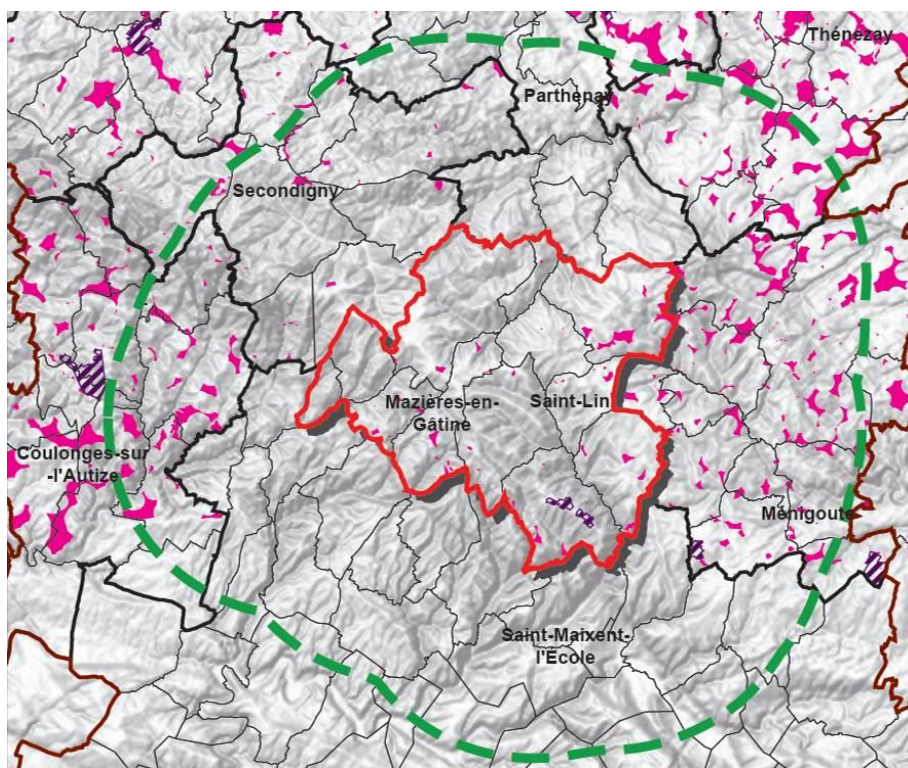 Thénezay
Parthenay
Secondigny
Mazières-en-
Gâtine
Saint-Lin
Coulonges-sur
-l'Autize
Ménigoute
Saint-Maixent-
l'École